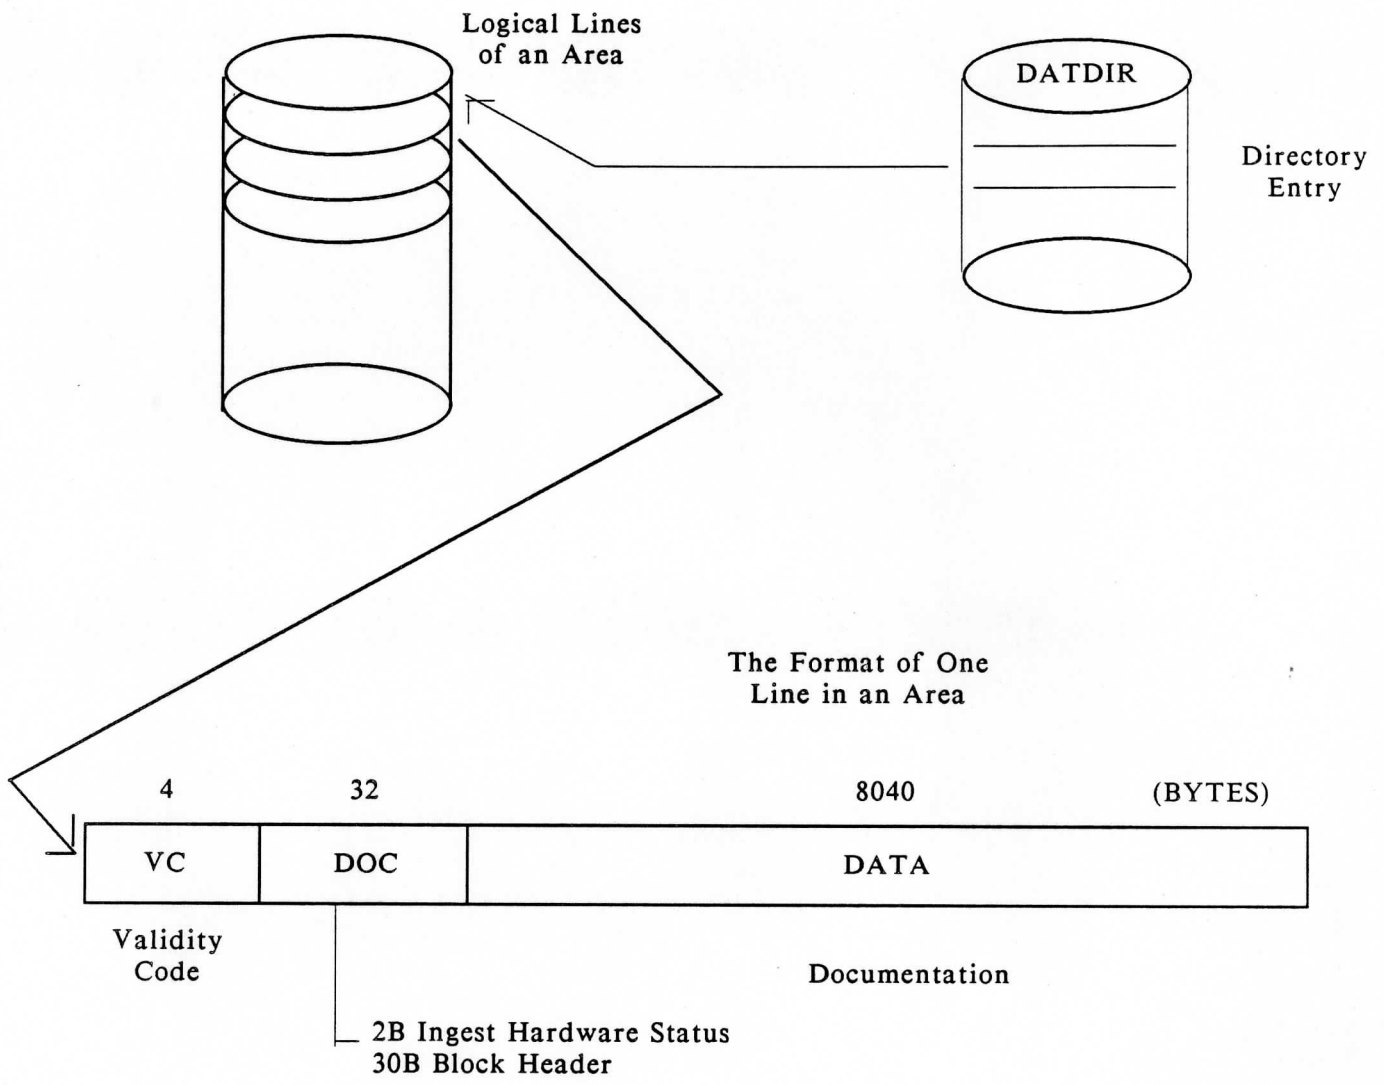 Logical Lines
of an Area
DATDIR
Directory
Entry
The Format of One
Line in an Area
4 32 8040 (BYTES)
VC DOC DATA
Validity
Code
Documentation
2B Ingest Hardware Status
30B Block Header